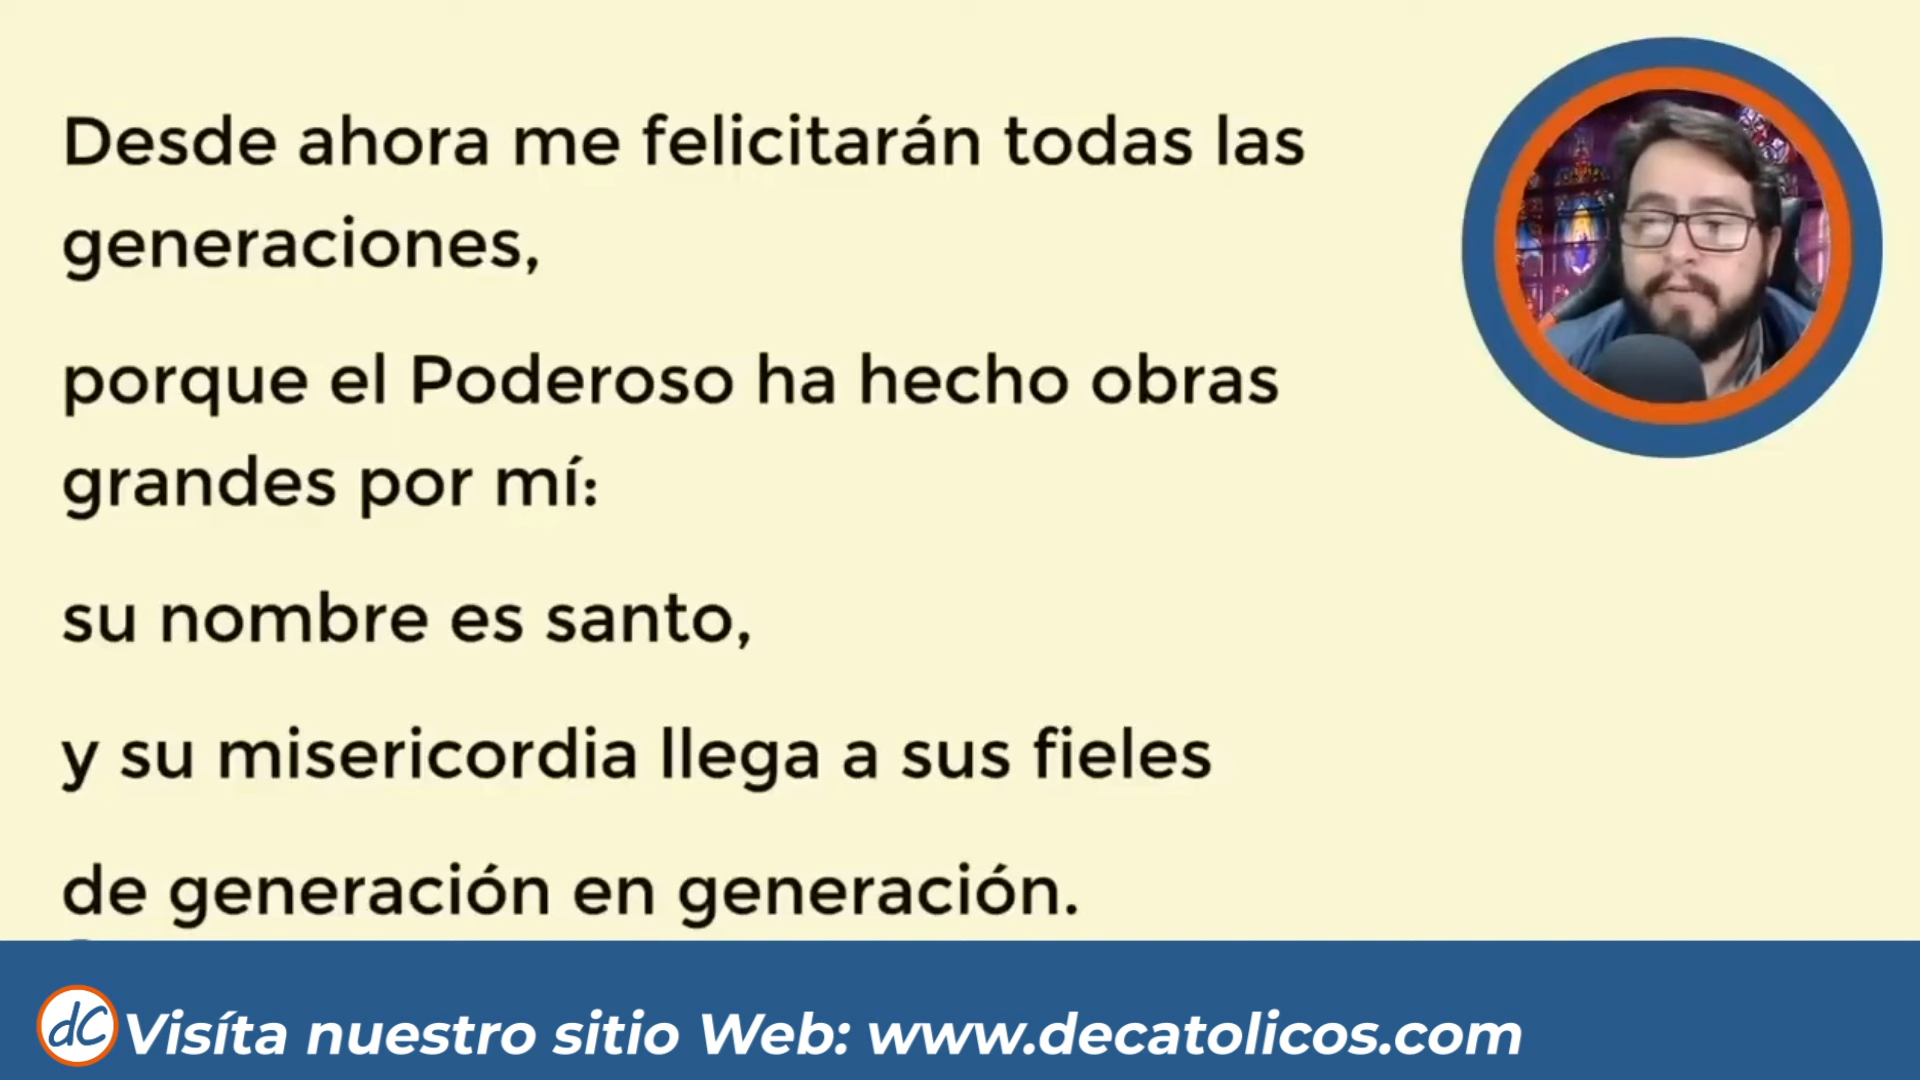 Desde ahora me felicitarán todas las
generaciones,
porque el Poderoso ha hecho obras
grandes por mí:
su nombre es santo,
y su misericordia llega a sus fieles
de generación en generación.
dC Visíta nuestro sitio Web: www.decatolicos.com